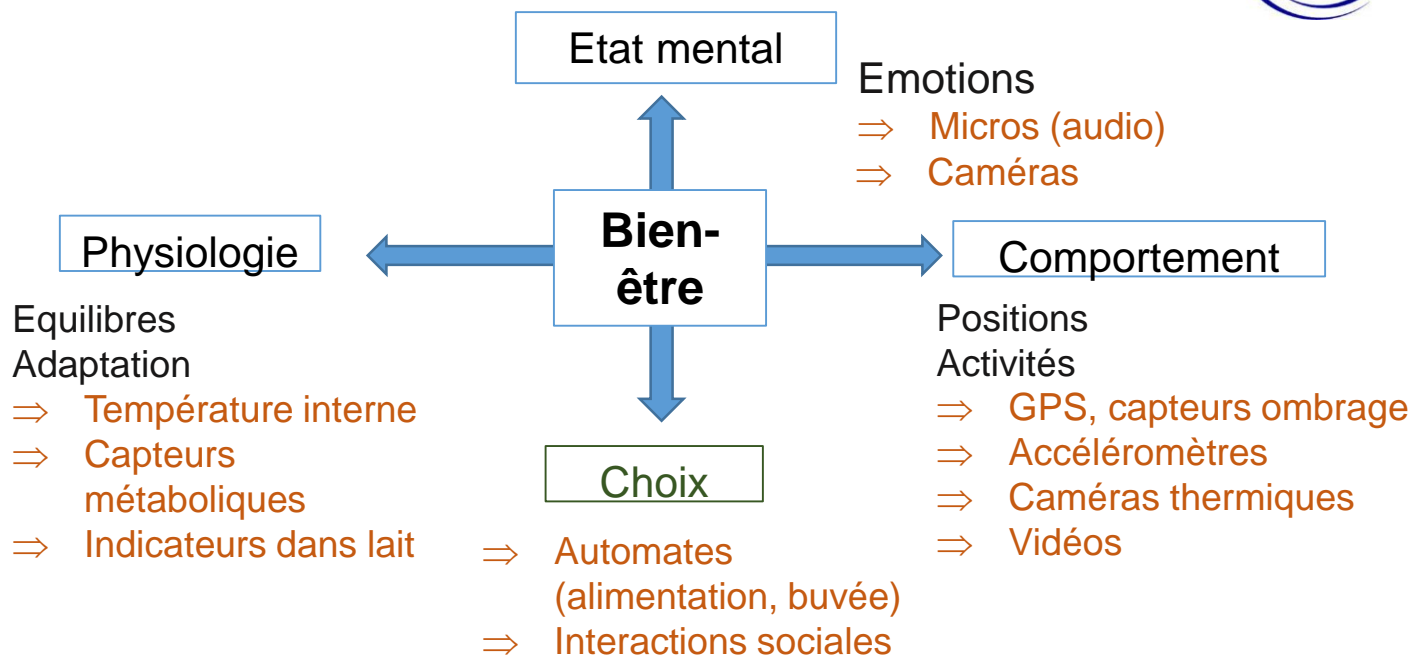 Etat mental
Emotions
⇒ Micros (audio)
⇒ Caméras
Bien-
être
Physiologie
Equilibres
Adaptation
⇒ Température interne
⇒ Capteurs
métaboliques
⇒ Indicateurs dans lait
Choix
⇒ Automates
(alimentation, buvée)
⇒ Interactions sociales
Comportement
Positions
Activités
⇒ GPS, capteurs ombrage
⇒ Accéléromètres
⇒ Caméras thermiques
⇒ Vidéos